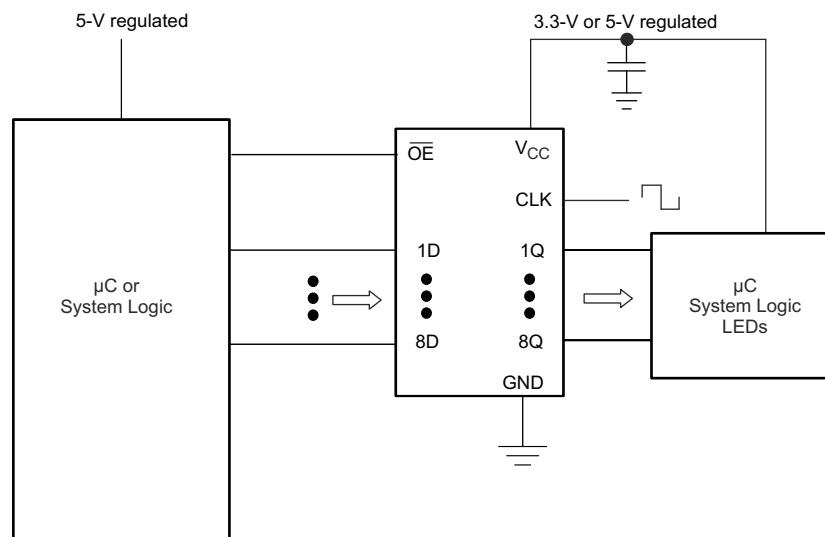 5-V regulated
3.3-V or 5-V regulated
O̅E̅
VCC
CLK
1D
1Q
µC or
System Logic
µC
System Logic
LEDs
8D
8Q
GND